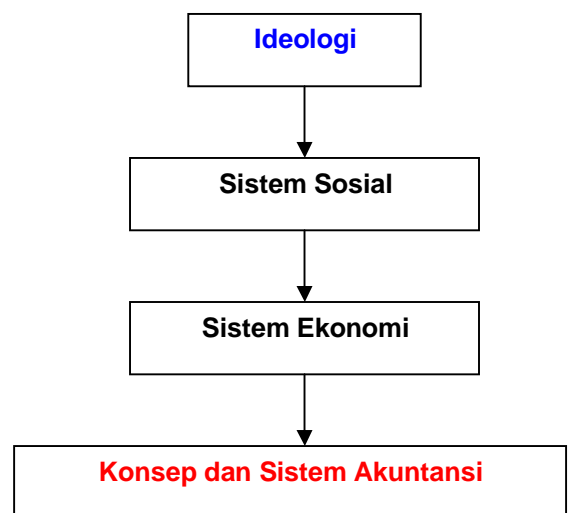 Ideologi
Sistem Sosial
Sistem Ekonomi
Konsep dan Sistem Akuntansi